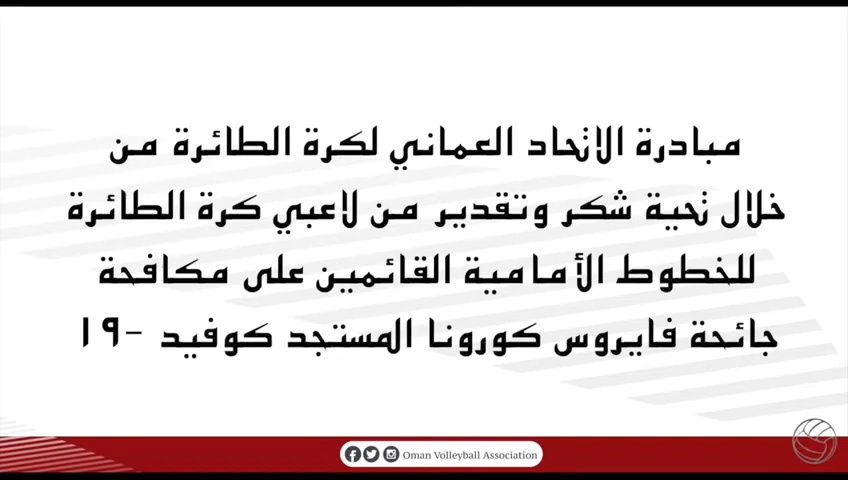 مبادرة الاتحاد العماني لكرة الطائرة من
خلال تحية شكر وتقدير من لاعبي كرة الطائرة
للخطوط الأمامية القائمين على مكافحة
جائحة فايروس كورونا المستجد كوفيد -١٩
Oman Volleyball Association